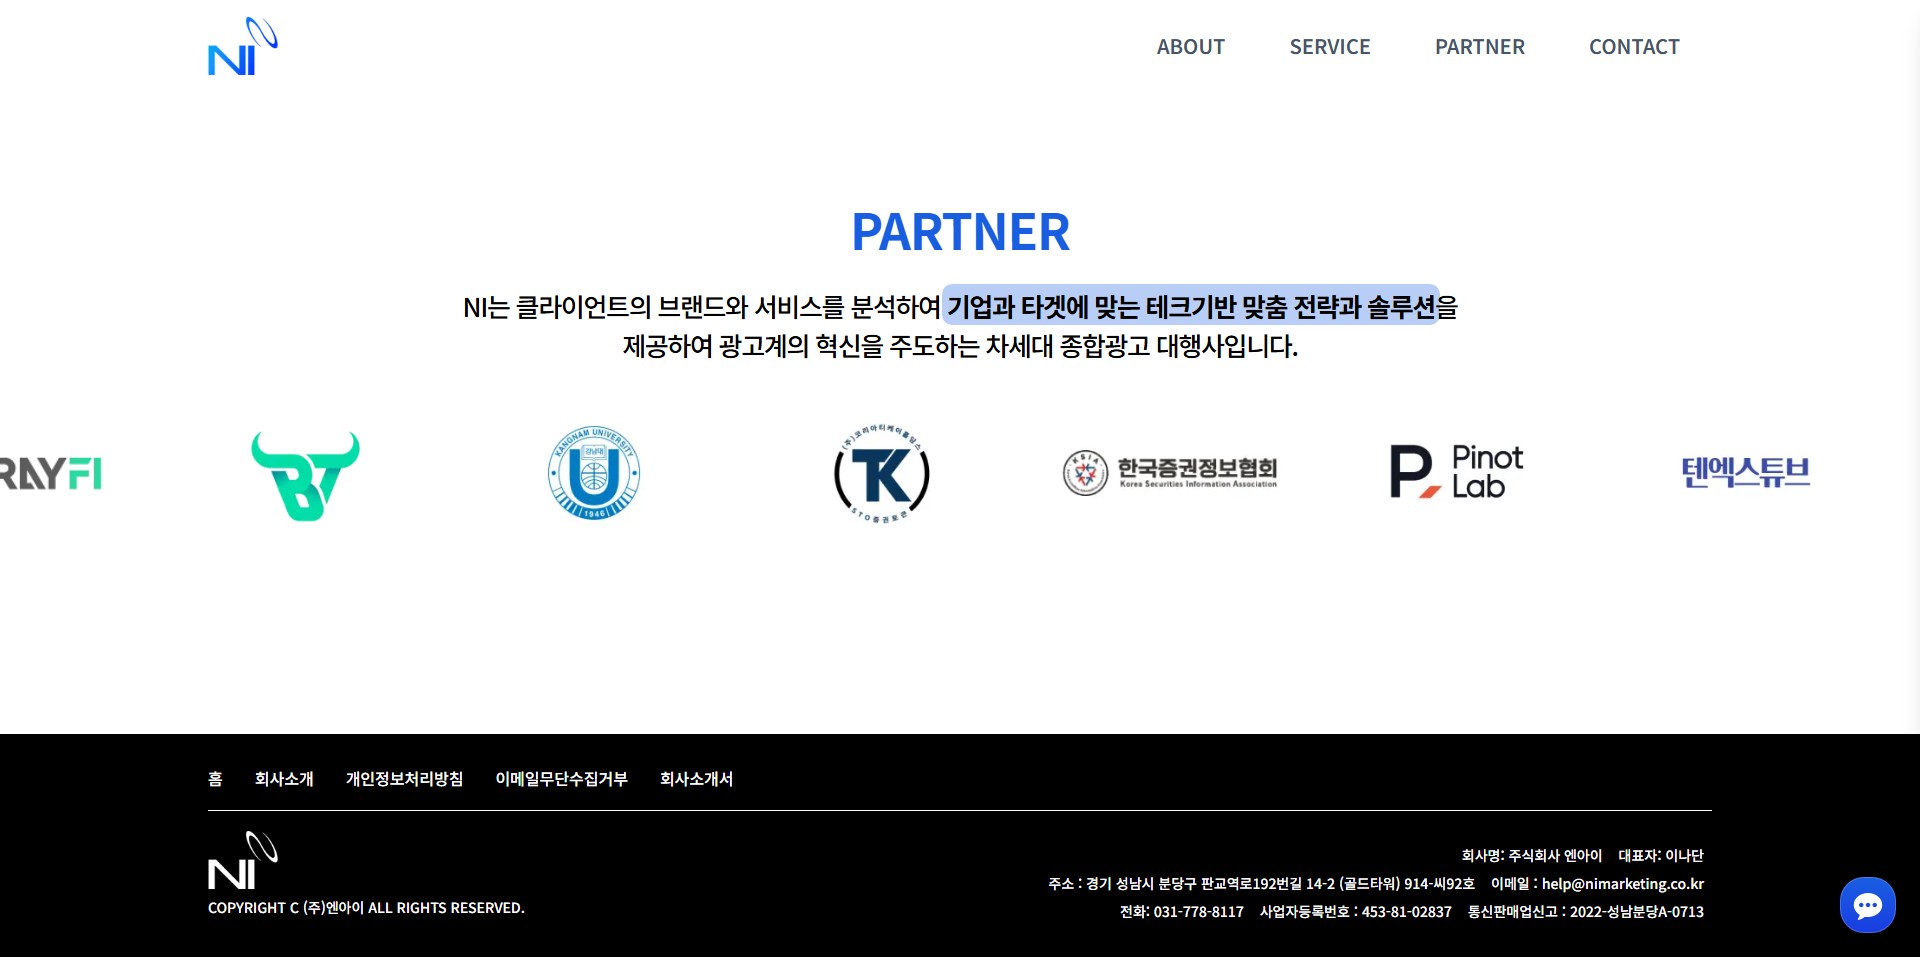 NI
ABOUT SERVICE PARTNER CONTACT
PARTNER
NI는 클라이언트의 브랜드와 서비스를 분석하여 기업과 타겟에 맞는 테크기반 맞춤 전략과 솔루션을
제공하여 광고계의 혁신을 주도하는 차세대 종합광고 대행사입니다.
RAYFI
BT
KANGNAM UNIVERSITY
U
1946
(주)코리아티케이홀딩스
TK
STO증권토큰
KSIA
한국증권정보협회
Korea Securities Information Association
P Pinot
Lab
텐엑스튜브
홈 회사소개 개인정보처리방침 이메일무단수집거부 회사소개서
NI
COPYRIGHT C (주)엔아이 ALL RIGHTS RESERVED.
회사명: 주식회사 엔아이 대표자: 이나단
주소 : 경기 성남시 분당구 판교역로192번길 14-2 (골드타워) 914-씨92호 이메일 : help@nimarketing.co.kr
전화: 031-778-8117 사업자등록번호 : 453-81-02837 통신판매업신고 : 2022-성남분당A-0713